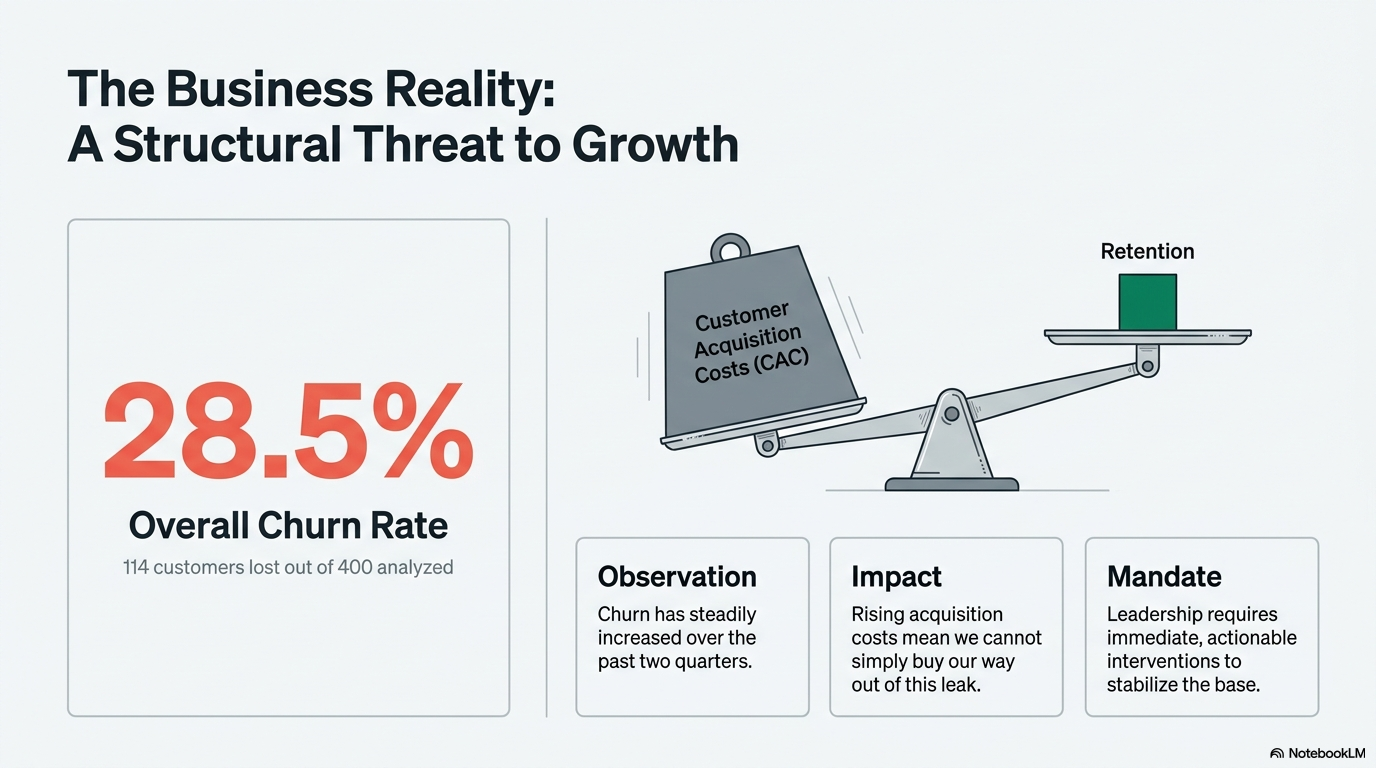 The Business Reality:
A Structural Threat to Growth
28.5%
Overall Churn Rate
114 customers lost out of 400 analyzed
Customer
Acquisition
Costs (CAC)
Retention
Observation
Churn has steadily
increased over the
past two quarters.
Impact
Rising acquisition
costs mean we cannot
simply buy our way
out of this leak.
Mandate
Leadership requires
immediate, actionable
interventions to
stabilize the base.
NotebookLM